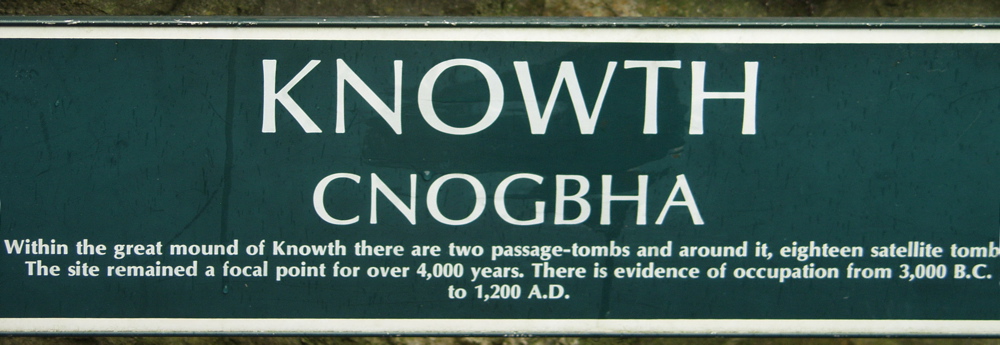 KNOWTH
CNOGBHA
Within the great mound of Knowth there are two passage-tombs and around it, eighteen satellite tomb
The site remained a focal point for over 4,000 years. There is evidence of occupation from 3,000 B.C.
to 1,200 A.D.